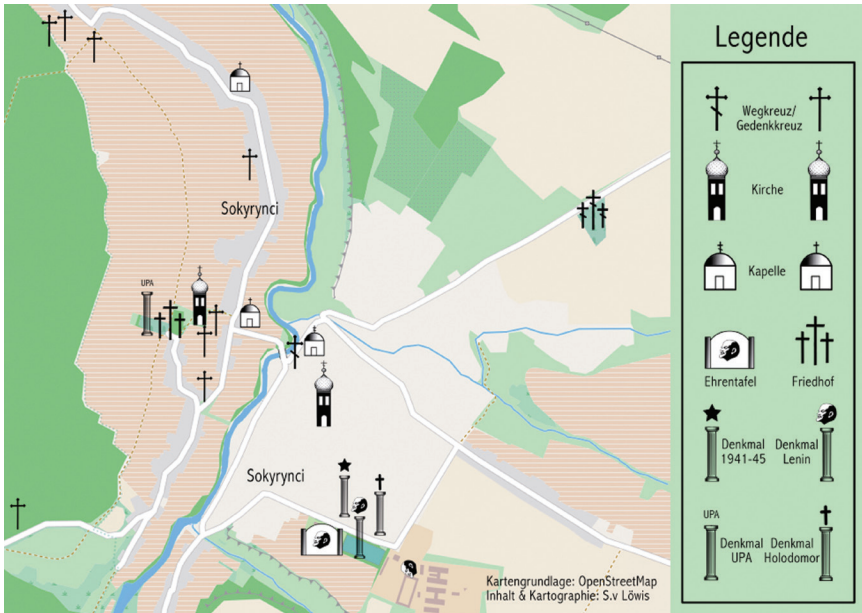 Sokyrynci
UPA
Sokyrynci
Kartengrundlage: OpenStreetMap
Inhalt & Kartographie: S.v Löwis
Legende
Wegkreuz/
Gedenkkreuz
Kirche
Kapelle
Ehrentafel
Friedhof
Denkmal
1941-45
Denkmal
Lenin
UPA
Denkmal
UPA
Denkmal
Holodomor